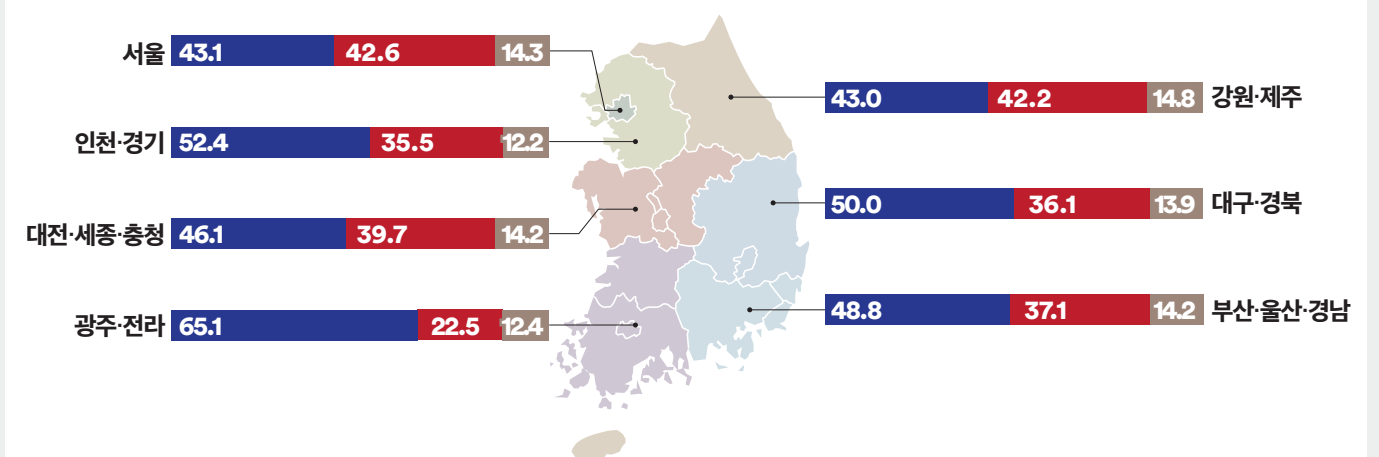 서울 43.1 42.6 14.3
인천·경기 52.4 35.5 12.2
대전·세종·충청 46.1 39.7 14.2
광주·전라 65.1 22.5 12.4
43.0 42.2 14.8 강원·제주
50.0 36.1 13.9 대구·경북
48.8 37.1 14.2 부산·울산·경남